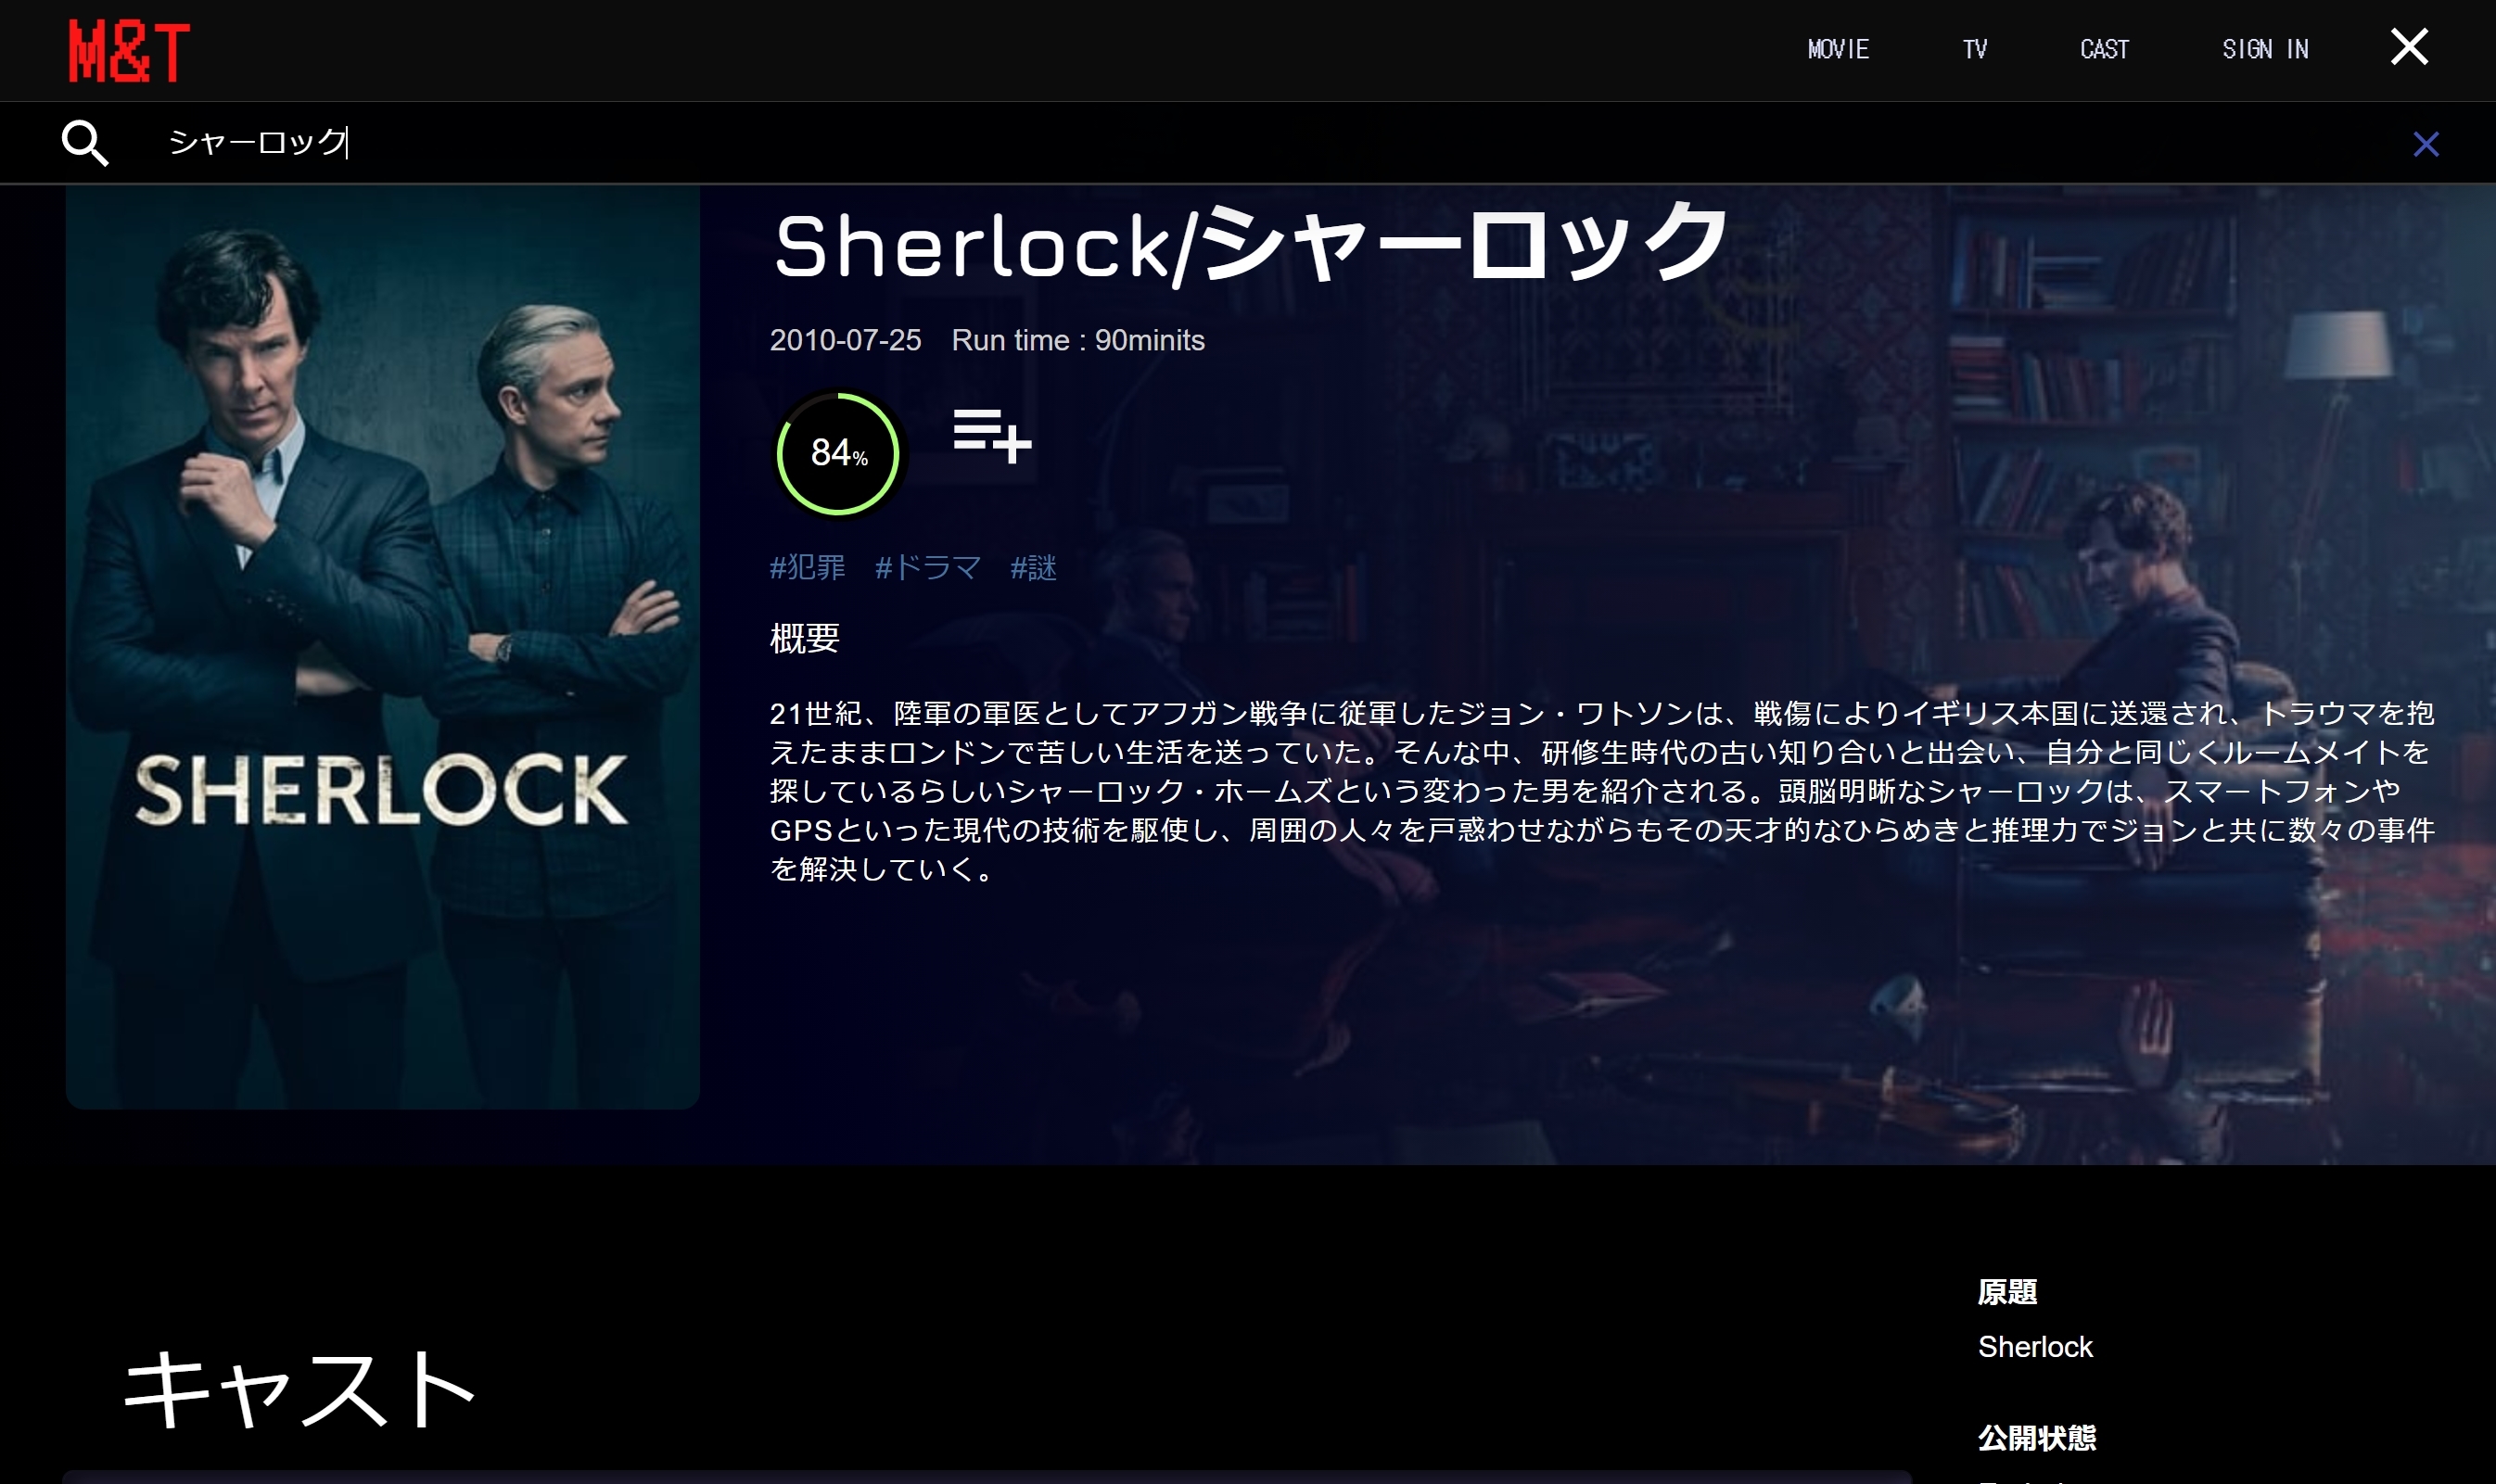 M&T
MOVIE TV CAST SIGN IN
シャーロック
Sherlock/シャーロック
2010-07-25 Run time : 90minits
84%
#犯罪 #ドラマ #謎
概要
21世紀、陸軍の軍医としてアフガン戦争に従軍したジョン・ワトソンは、戦傷によりイギリス本国に送還され、トラウマを抱
えたままロンドンで苦しい生活を送っていた。そんな中、研修生時代の古い知り合いと出会い、自分と同じくルームメイトを
探しているらしいシャーロック・ホームズという変わった男を紹介される。頭脳明晰なシャーロックは、スマートフォンや
GPSといった現代の技術を駆使し、周囲の人々を戸惑わせながらもその天才的なひらめきと推理力でジョンと共に数々の事件
を解決していく。
SHERLOCK
キャスト
原題
Sherlock
公開状態